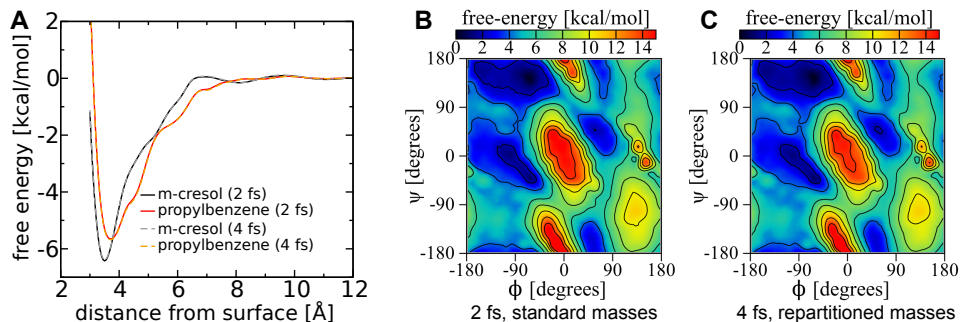 A
free energy [kcal/mol]
0
-2
-4
-6
m-cresol (2 fs)
propylbenzene (2 fs)
m-cresol (4 fs)
propylbenzene (4 fs)
2 4 6 8 10 12
distance from surface [Å]
B
free-energy [kcal/mol]
0 2 4 6 8 10 12 14
180
90
0
-90
-180
ψ [degrees]
-180 -90 0 90 180
ϕ [degrees]
2 fs, standard masses
C
free-energy [kcal/mol]
0 2 4 6 8 10 12 14
180
90
0
-90
-180
ψ [degrees]
-180 -90 0 90 180
ϕ [degrees]
4 fs, repartitioned masses